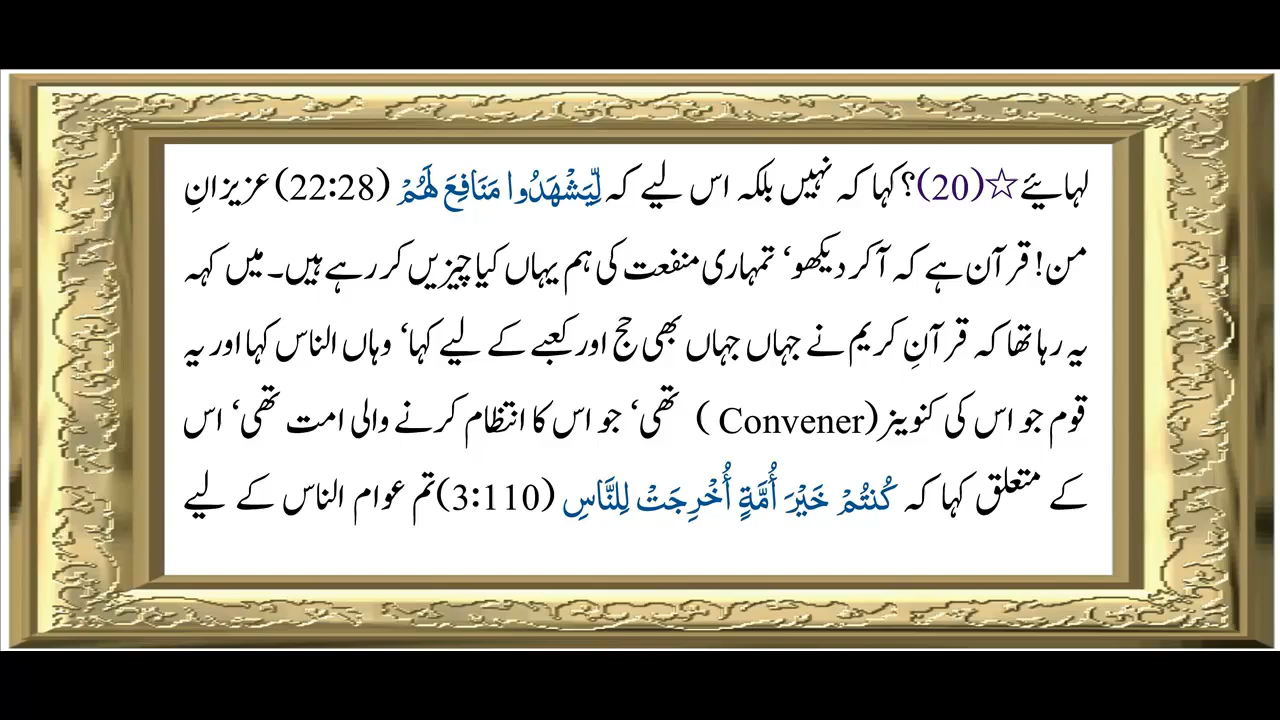 لہایئے☆(20)؟ کہا کہ نہیں بلکہ اس لیے کہ لِّيَشْهَدُوا مَنَافِعَ لَهُمْ (22:28) عزیزانِ
من! قرآن ہے کہ آ کر دیکھو‘ تمہاری منفعت کی ہم یہاں کیا چیزیں کر رہے ہیں۔ میں کہہ
یہ رہا تھا کہ قرآنِ کریم نے جہاں جہاں بھی حج اور کعبے کے لیے کہا‘ وہاں الناس کہا اور یہ
قوم جو اس کی کنوینر (Convener ) تھی‘ جو اس کا انتظام کرنے والی امت تھی‘ اس
کے متعلق کہا کہ كُنتُمْ خَيْرَ أُمَّةٍ أُخْرِجَتْ لِلنَّاسِ (3:110) تم عوام الناس کے لیے